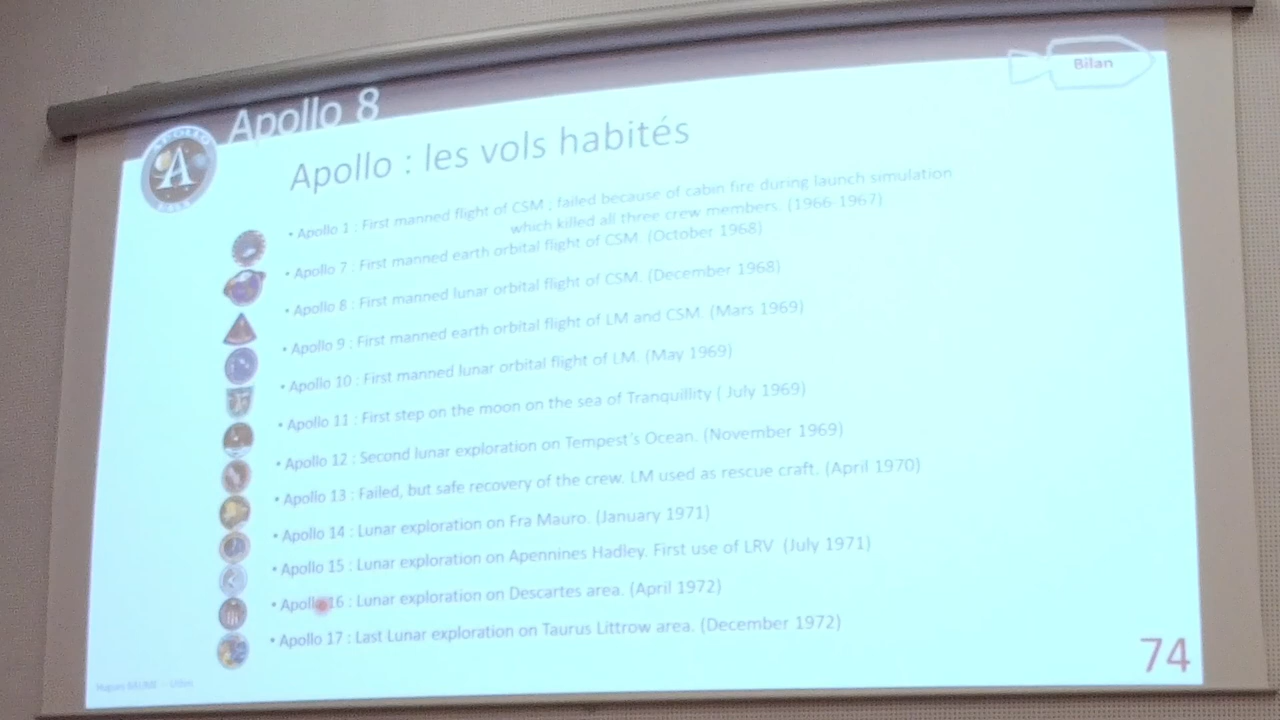 Bilan
Apollo 8
APOLLO
A
Apollo : les vols habités
• Apollo 1 : First manned flight of CSM ; failed because of cabin fire during launch simulation
which killed all three crew members. (1966-1967)
• Apollo 7 : First manned earth orbital flight of CSM. (October 1968)
• Apollo 8 : First manned lunar orbital flight of CSM. (December 1968)
• Apollo 9 : First manned earth orbital flight of LM and CSM. (Mars 1969)
• Apollo 10 : First manned lunar orbital flight of LM. (May 1969)
• Apollo 11 : First step on the moon on the sea of Tranquillity ( July 1969)
• Apollo 12 : Second lunar exploration on Tempest's Ocean. (November 1969)
• Apollo 13 : Failed, but safe recovery of the crew. LM used as rescue craft. (April 1970)
• Apollo 14 : Lunar exploration on Fra Mauro. (January 1971)
• Apollo 15 : Lunar exploration on Apennines Hadley. First use of LRV (July 1971)
• Apollo 16 : Lunar exploration on Descartes area. (April 1972)
• Apollo 17 : Last Lunar exploration on Taurus Littrow area. (December 1972)
74